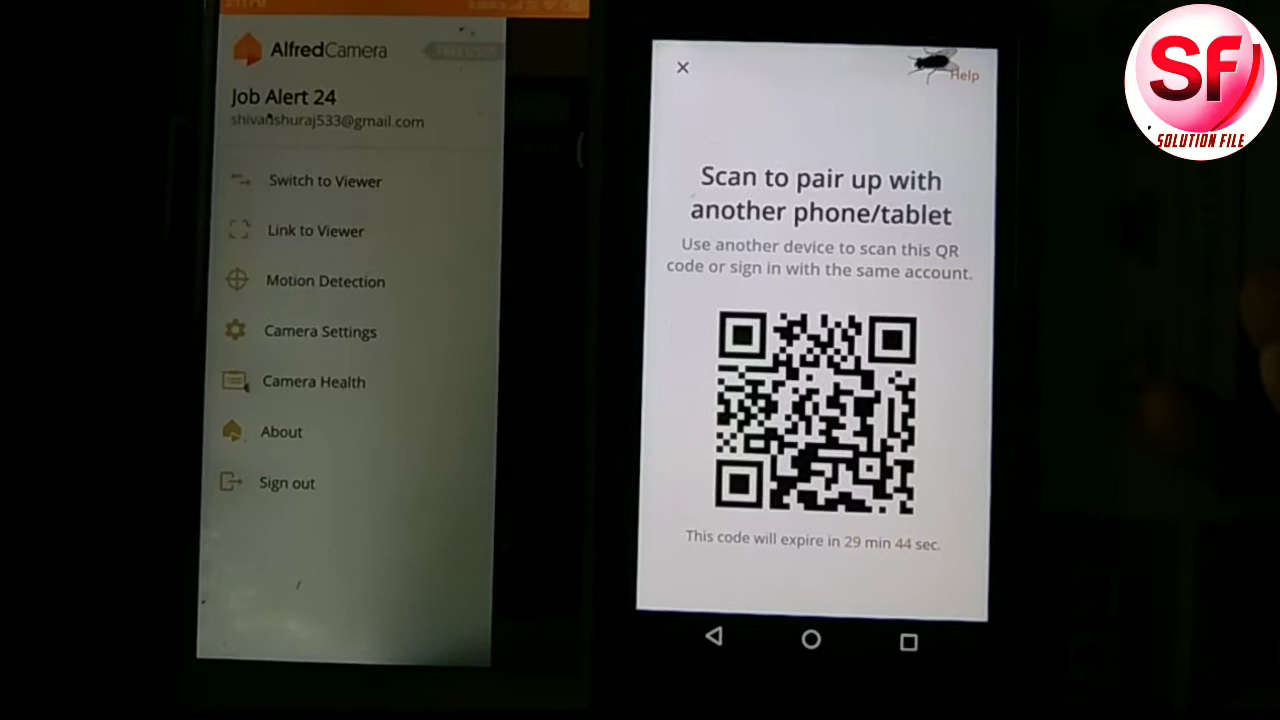 AlfredCamera
Job Alert 24
shivanshuraj533@gmail.com
Switch to Viewer
Link to Viewer
Motion Detection
Camera Settings
Camera Health
About
Sign out
Help
Scan to pair up with
another phone/tablet
Use another device to scan this QR
code or sign in with the same account.
This code will expire in 29 min 44 sec.
SF
SOLUTION FILE